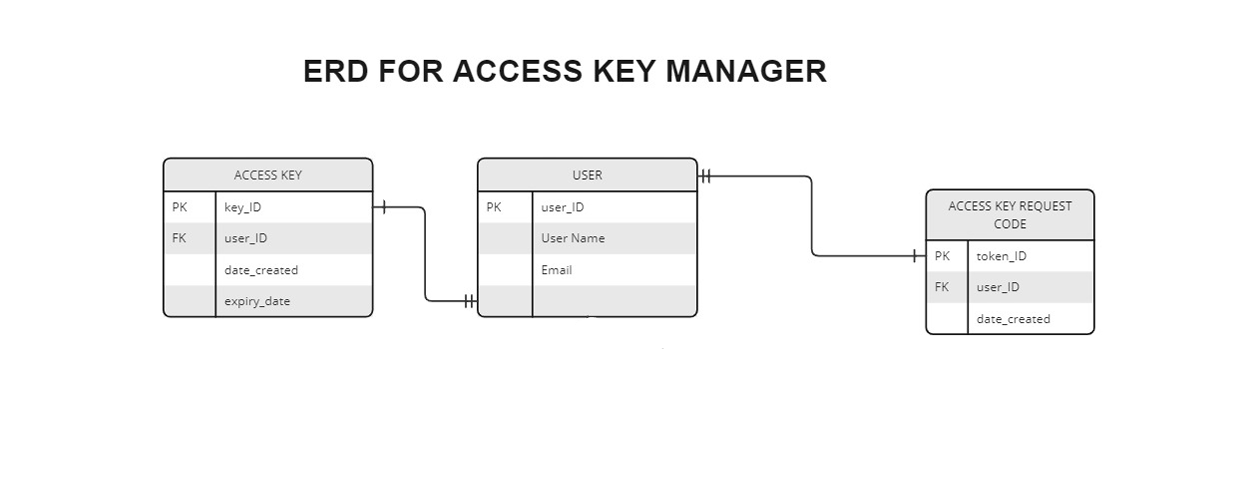 ERD FOR ACCESS KEY MANAGER
ACCESS KEY
PK key_ID
FK user_ID
date_created
expiry_date
USER
PK user_ID
User Name
Email
ACCESS KEY REQUEST
CODE
PK token_ID
FK user_ID
date_created